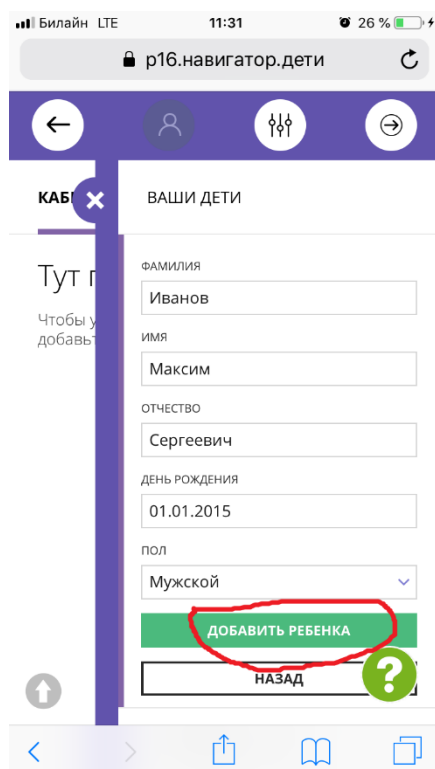 Билайн LTE 11:31 26 %
р16.навигатор.дети
КАБ
ВАШИ ДЕТИ
Тут
Чтобы у
добавьт
ФАМИЛИЯ
Иванов
ИМЯ
Максим
ОТЧЕСТВО
Сергеевич
ДЕНЬ РОЖДЕНИЯ
01.01.2015
ПОЛ
Мужской
ДОБАВИТЬ РЕБЕНКА
НАЗАД
?